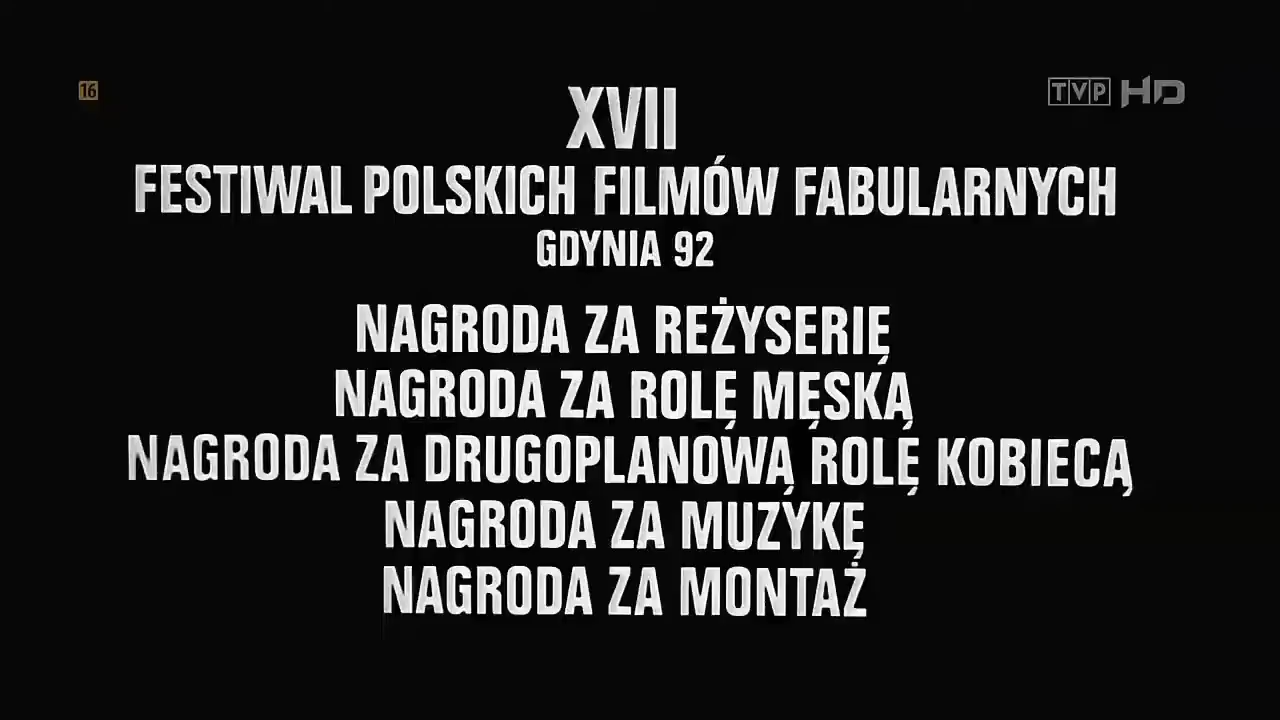 16
TVP HD
XVII
FESTIWAL POLSKICH FILMÓW FABULARNYCH
GDYNIA 92
NAGRODA ZA REŻYSERIĘ
NAGRODA ZA ROLĘ MĘSKĄ
NAGRODA ZA DRUGOPLANOWĄ ROLĘ KOBIECĄ
NAGRODA ZA MUZYKĘ
NAGRODA ZA MONTAŻ